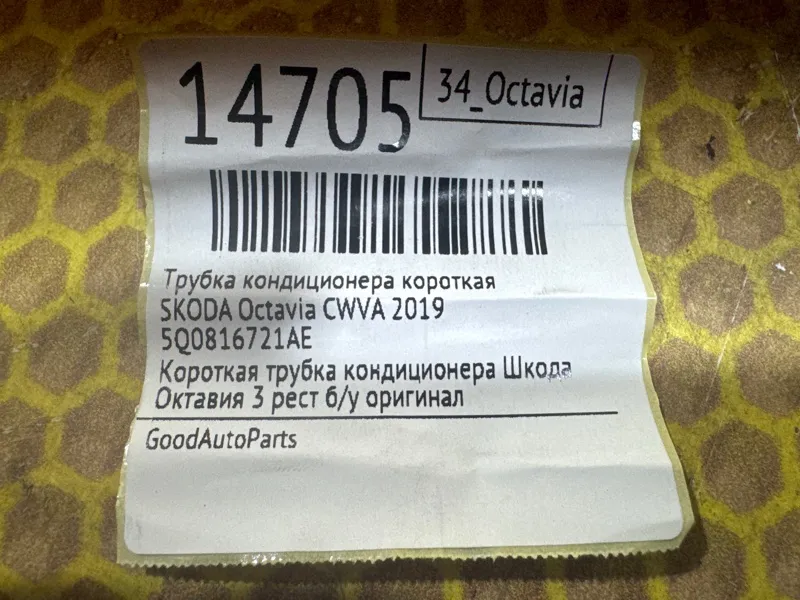 14705
34_Octavia
Трубка кондиционера короткая
SKODA Octavia CWVA 2019
5Q0816721AE
Короткая трубка кондиционера Шкода
Октавия 3 рест б/у оригинал
GoodAutoParts